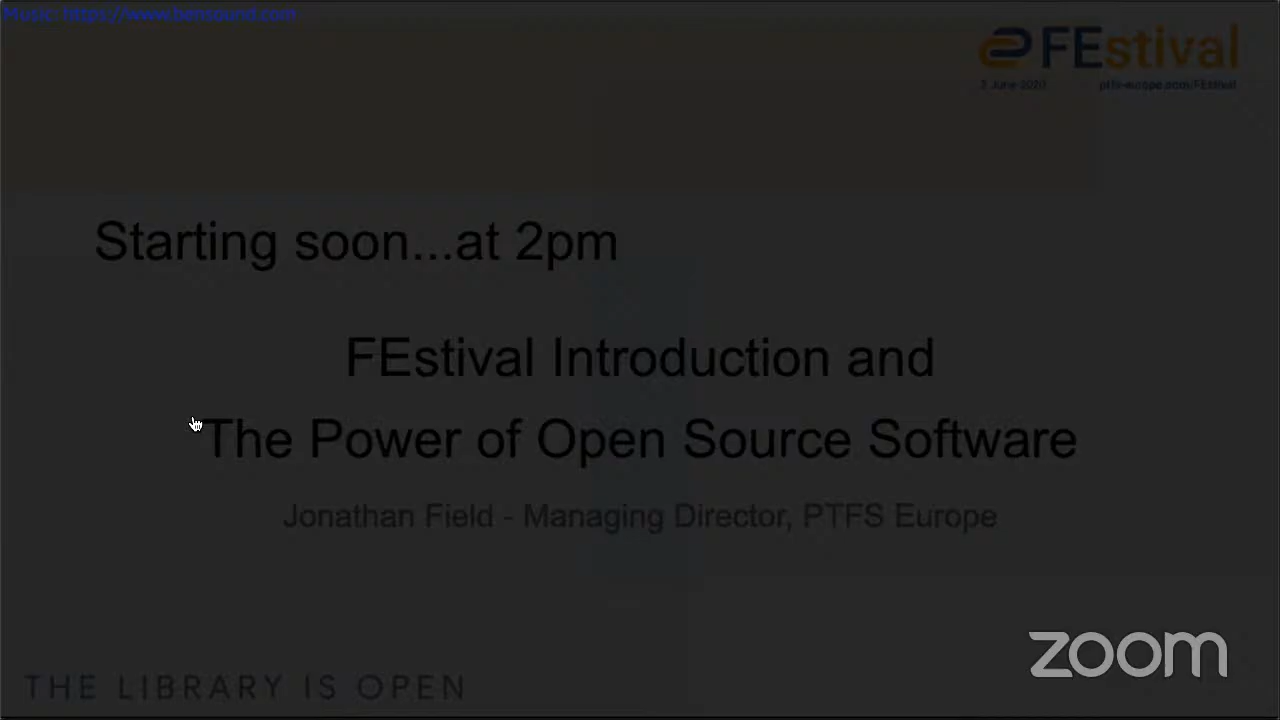 Music: https://www.bensound.com
FEstival
2 June 2020 ptfs-europe.com/FEstival
Starting soon...at 2pm
FEstival Introduction and
The Power of Open Source Software
Jonathan Field - Managing Director, PTFS Europe
zoom
THE LIBRARY IS OPEN